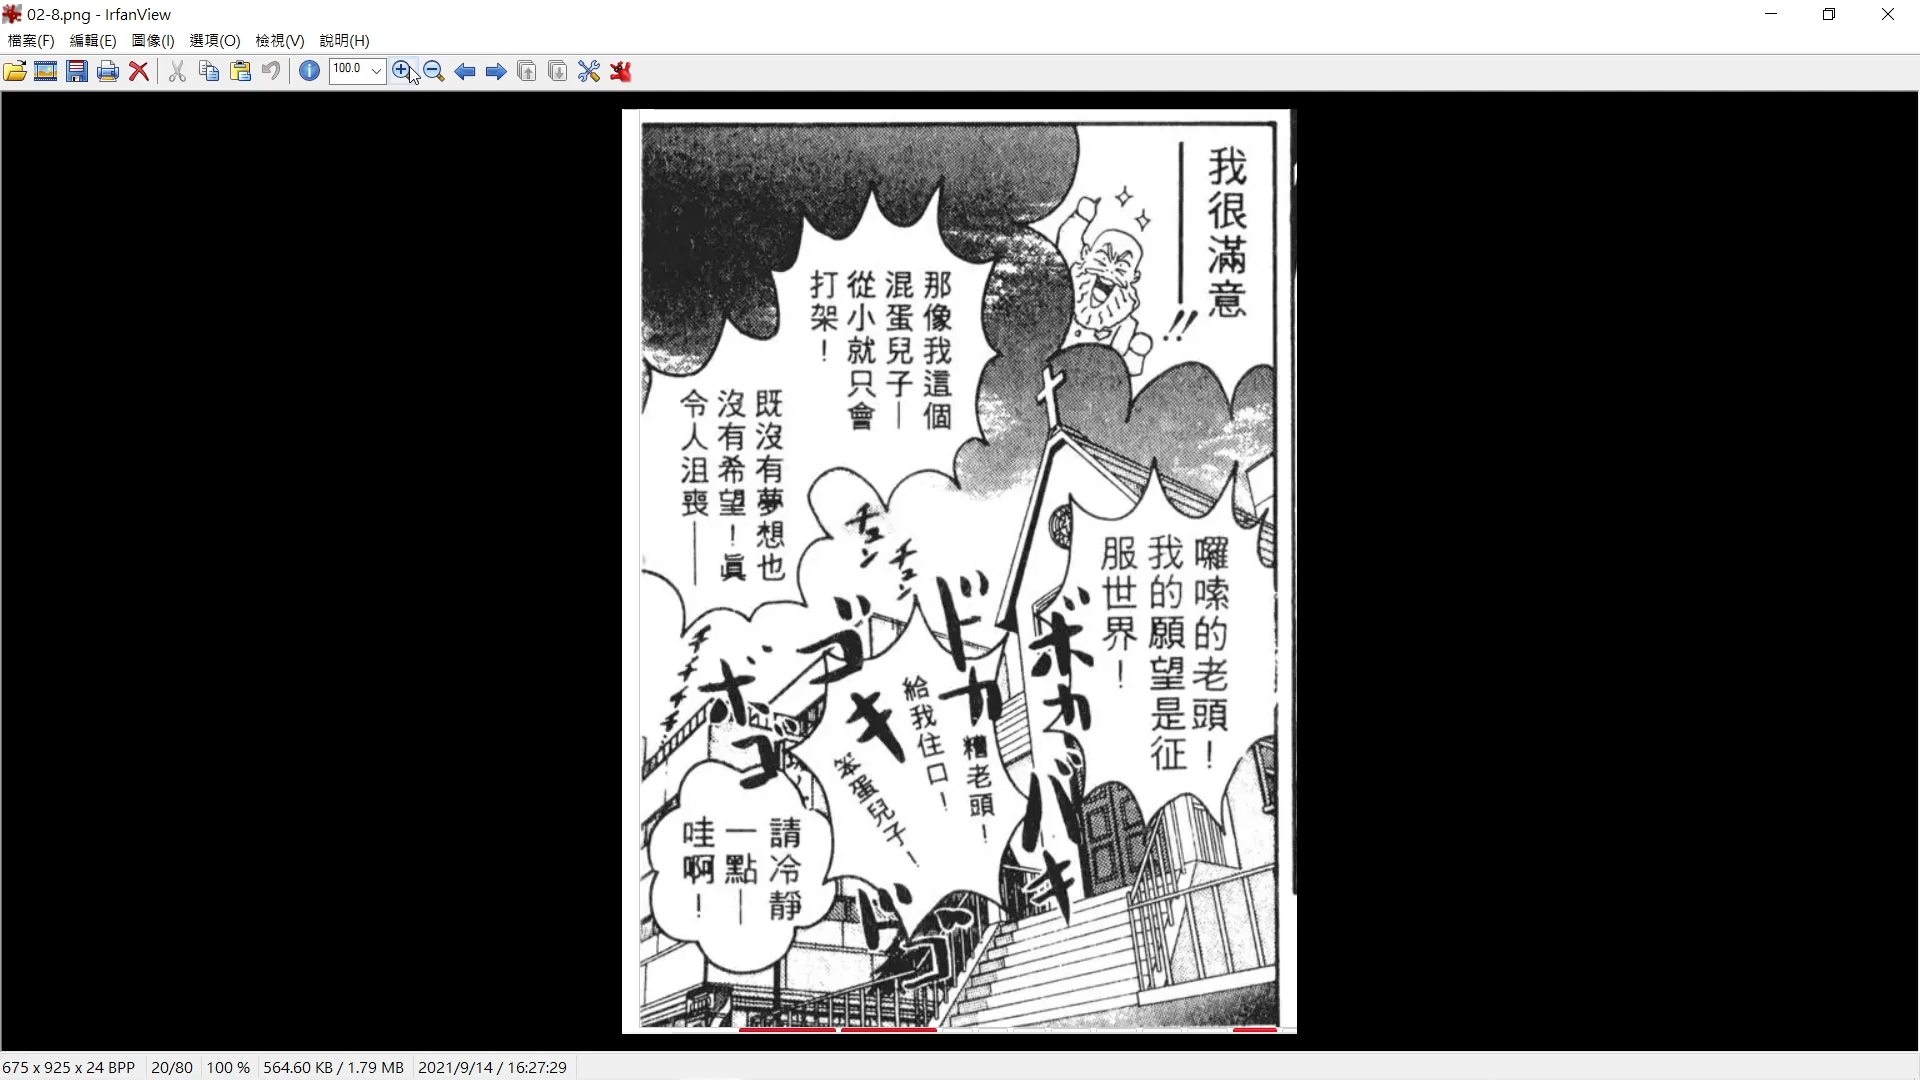 02-8.png - IrfanView
檔案(F) 編輯(E) 圖像(I) 選項(O) 檢視(V) 說明(H)
100.0
我很滿意——!!
那像我這個
混蛋兒子—
從小就只會
打架！
既沒有夢想也
沒有希望！眞
令人沮喪——
囉嗦的老頭！
我的願望是征
服世界！
チュン
チュン
ドカ
ボカ
バキ
ゴキ
ボゴ
チチチチ
糟老頭！
給我住口！
笨蛋兒子！
請冷靜
一點—
哇啊！
675 x 925 x 24 BPP 20/80 100 % 564.60 KB / 1.79 MB 2021/9/14 / 16:27:29